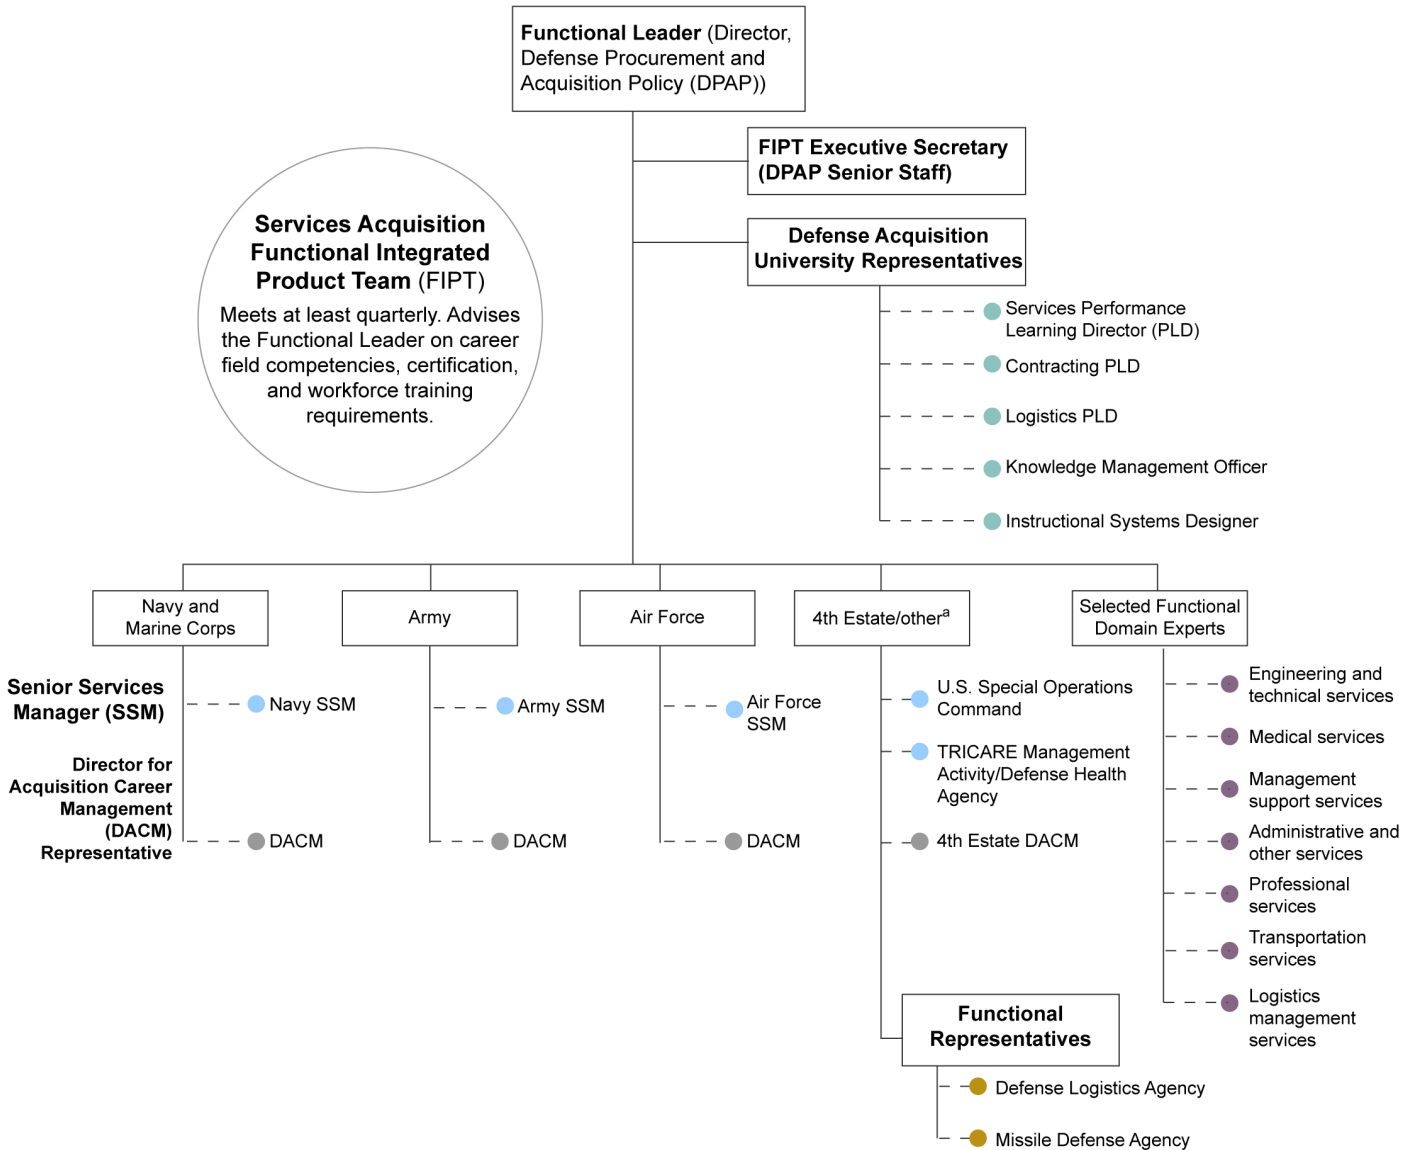 Functional Leader (Director,
Defense Procurement and
Acquisition Policy (DPAP))
FIPT Executive Secretary
(DPAP Senior Staff)
Services Acquisition
Functional Integrated
Product Team (FIPT)
Meets at least quarterly. Advises
the Functional Leader on career
field competencies, certification,
and workforce training
requirements.
Defense Acquisition
University Representatives
Services Performance
Learning Director (PLD)
Contracting PLD
Logistics PLD
Knowledge Management Officer
Instructional Systems Designer
Navy and
Marine Corps
Army
Air Force
4th Estate/otherᵃ
Selected Functional
Domain Experts
Senior Services
Manager (SSM)
Navy SSM
Army SSM
Air Force
SSM
U.S. Special Operations
Command
TRICARE Management
Activity/Defense Health
Agency
Director for
Acquisition Career
Management
(DACM)
Representative
DACM
DACM
DACM
4th Estate DACM
Engineering and
technical services
Medical services
Management
support services
Administrative and
other services
Professional
services
Transportation
services
Logistics
management
services
Functional
Representatives
Defense Logistics Agency
Missile Defense Agency